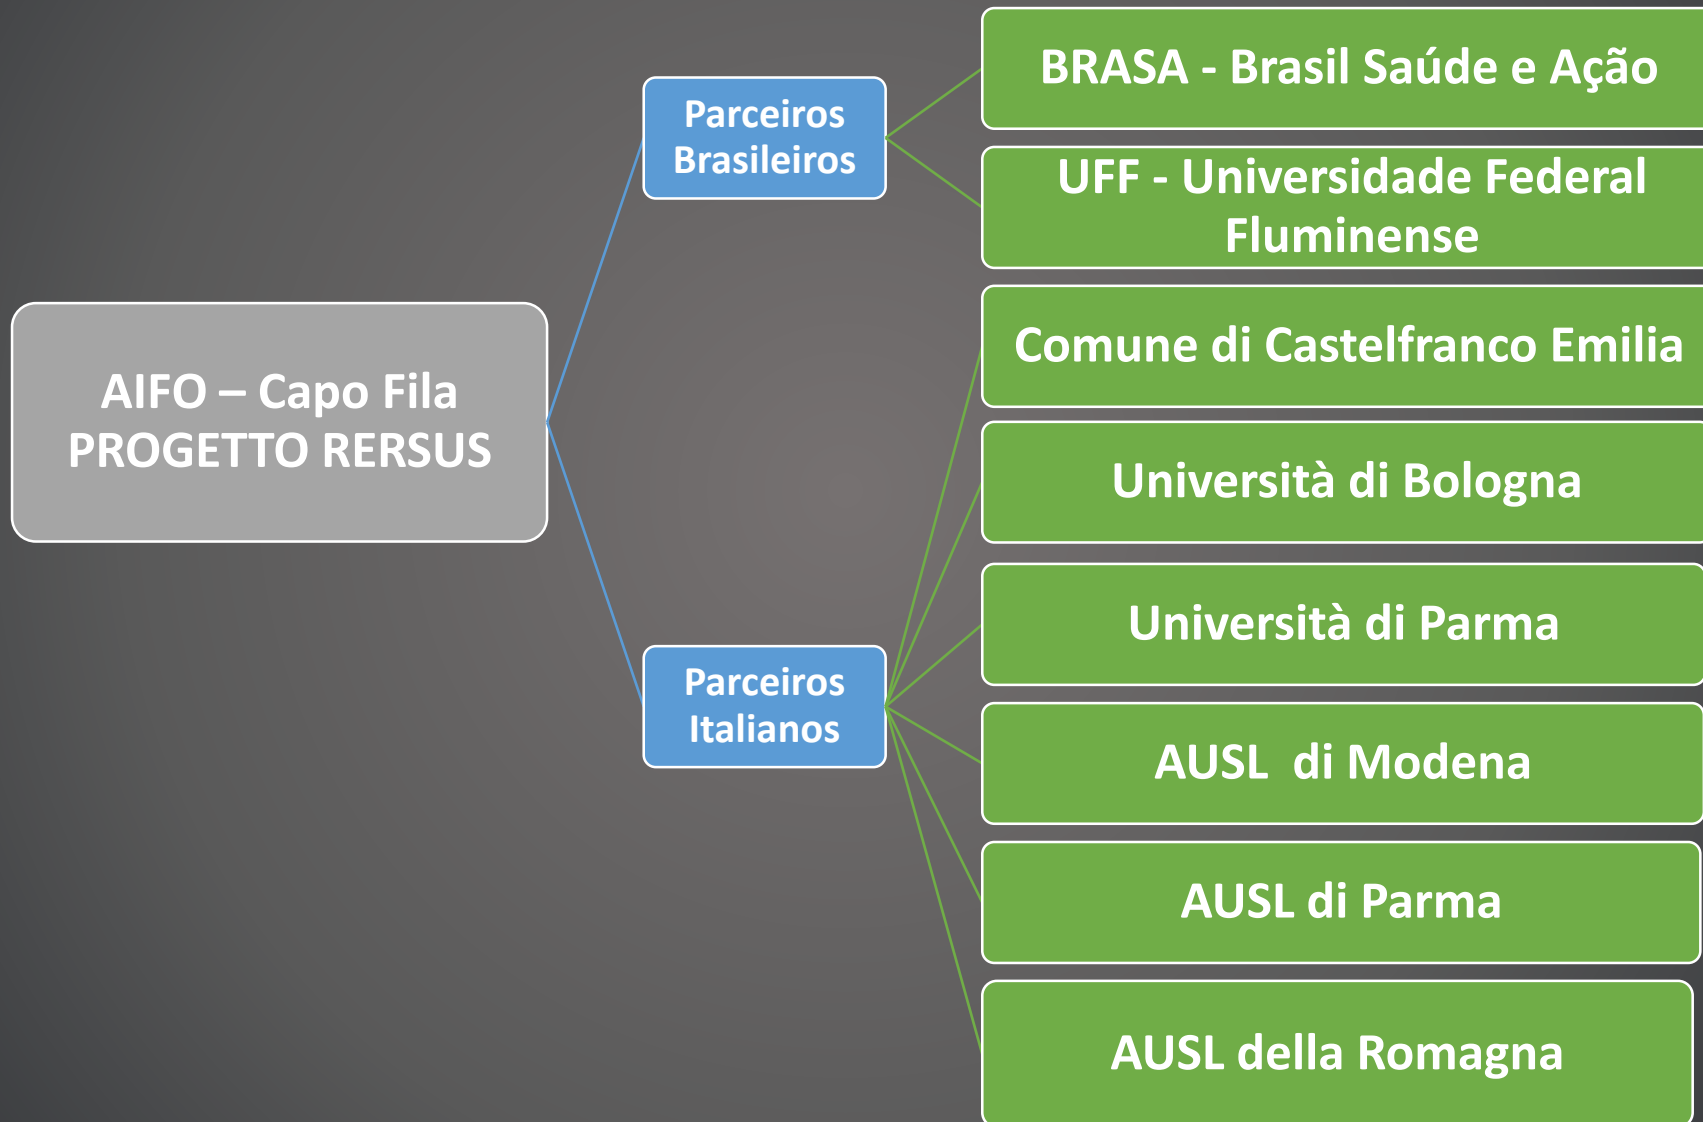 AIFO – Capo Fila
PROGETTO RERSUS
Parceiros
Brasileiros
BRASA - Brasil Saúde e Ação
UFF - Universidade Federal
Fluminense
Parceiros
Italianos
Comune di Castelfranco Emilia
Università di Bologna
Università di Parma
AUSL  di Modena
AUSL di Parma
AUSL della Romagna